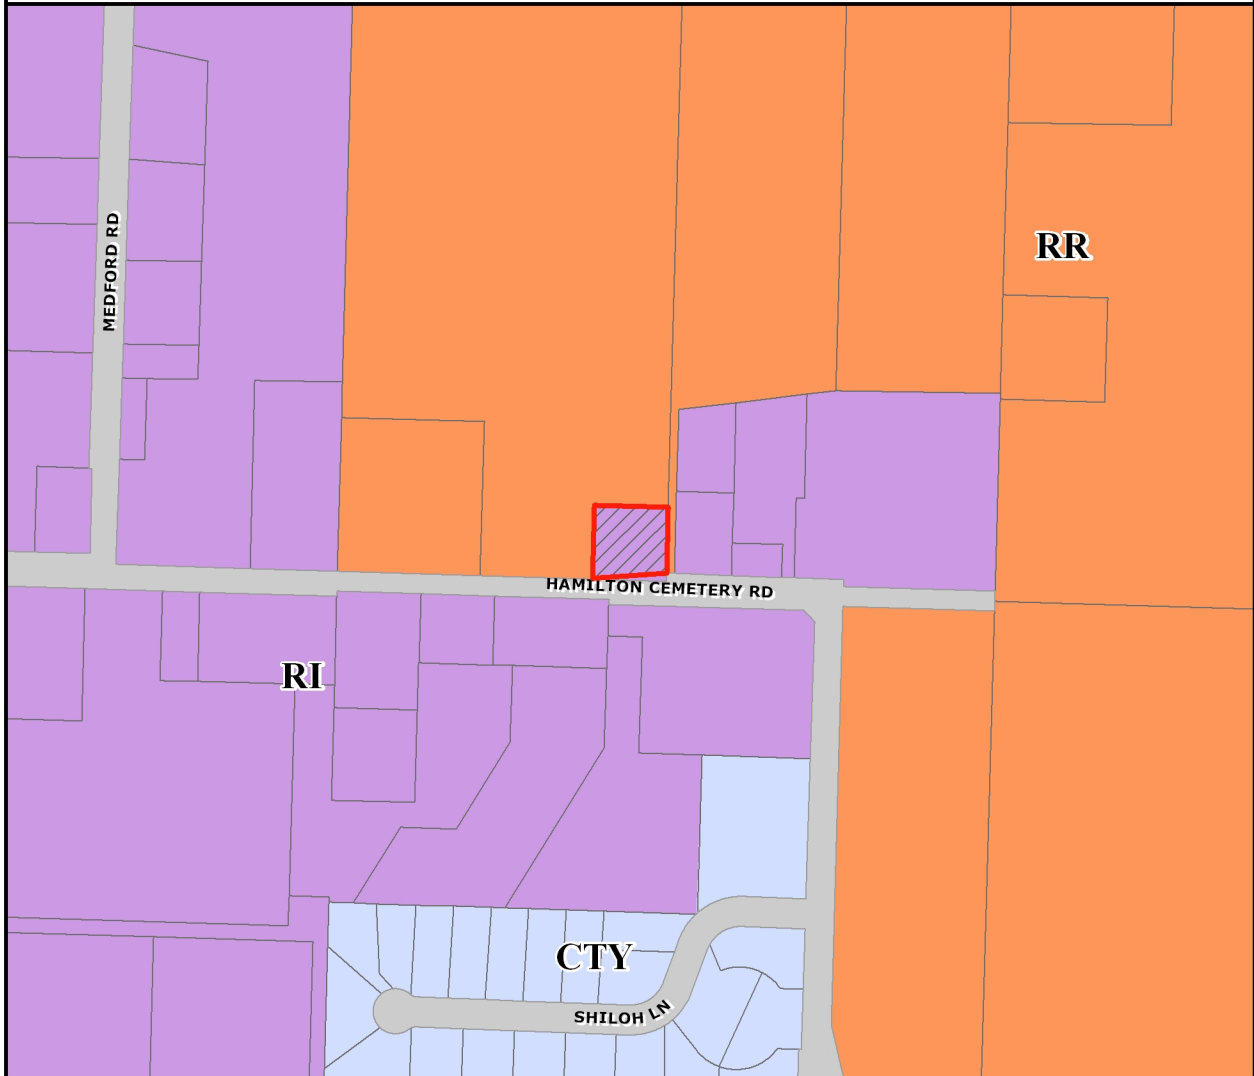 MEDFORD RD
RR
HAMILTON CEMETERY RD
RI
CTY
SHILOH LN